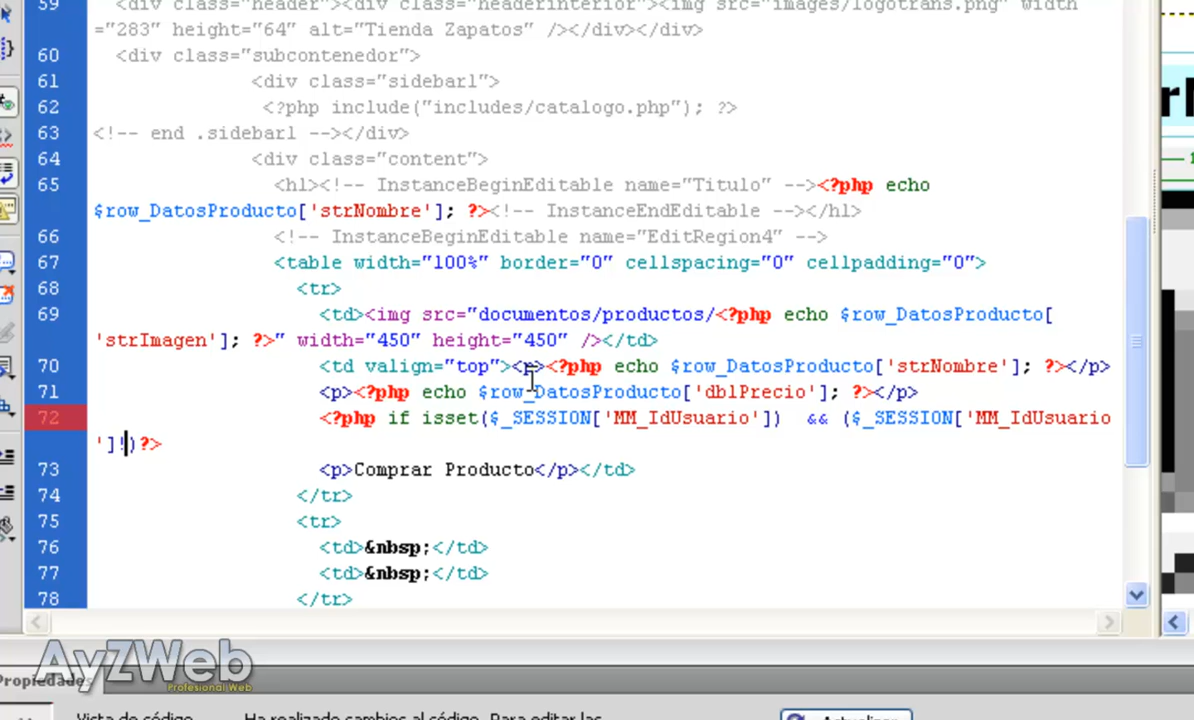 59 <div class="header"><div class="headerinterior"><img src="images/logotrans.png" width
="283" height="64" alt="Tienda Zapatos" /></div></div>
60 <div class="subcontenedor">
61 <div class="sidebar1">
62 <?php include("includes/catalogo.php"); ?>
63 <!-- end .sidebar1 --></div>
64 <div class="content">
65 <h1><!-- InstanceBeginEditable name="Titulo" --><?php echo
$row_DatosProducto['strNombre']; ?><!-- InstanceEndEditable --></h1>
66 <!-- InstanceBeginEditable name="EditRegion4" -->
67 <table width="100%" border="0" cellspacing="0" cellpadding="0">
68 <tr>
69 <td><img src="documentos/productos/<?php echo $row_DatosProducto[
'strImagen']; ?>" width="450" height="450" /></td>
70 <td valign="top"><p><?php echo $row_DatosProducto['strNombre']; ?></p>
71 <p><?php echo $row_DatosProducto['dblPrecio']; ?></p>
72 <?php if isset($_SESSION['MM_IdUsuario']) && ($_SESSION['MM_IdUsuario
']!)?>
73 <p>Comprar Producto</p></td>
74 </tr>
75 <tr>
76 <td>&nbsp;</td>
77 <td>&nbsp;</td>
78 </tr>
AyZWeb
Profesional Web
Propiedades
Vista de código Ha realizado cambios al código. Para editar las
Actualizar